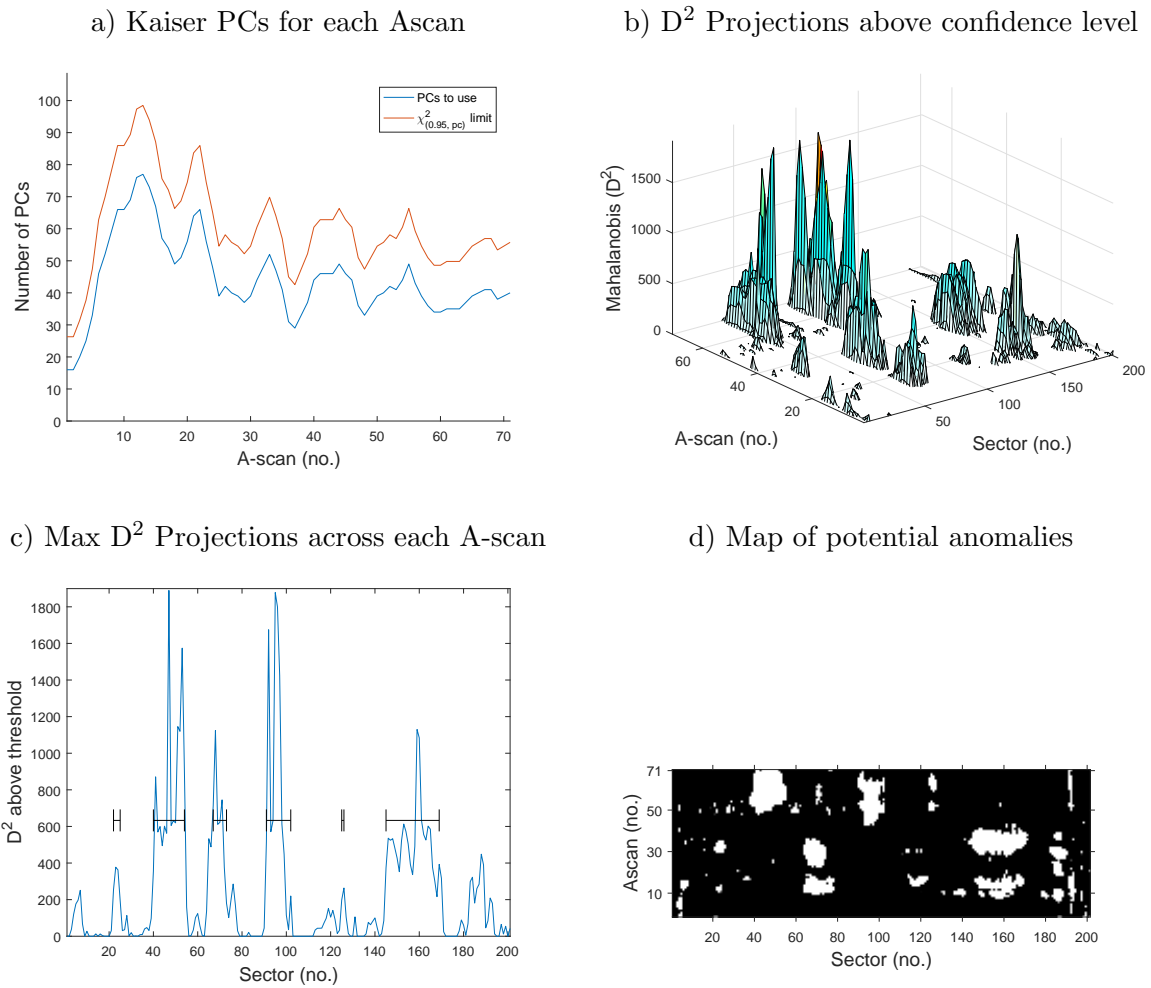 a) Kaiser PCs for each Ascan
100
90
80
70
60
50
40
30
20
10
0
10 20 30 40 50 60 70
Number of PCs
A-scan (no.)
PCs to use
χ²(0.95, pc) limit
b) D² Projections above confidence level
1500
1000
500
0
60
40
20
50
100
150
200
Mahalanobis (D²)
A-scan (no.)
Sector (no.)
c) Max D² Projections across each A-scan
1800
1600
1400
1200
1000
800
600
400
200
0
20 40 60 80 100 120 140 160 180 200
D² above threshold
Sector (no.)
d) Map of potential anomalies
71
50
30
10
20 40 60 80 100 120 140 160 180 200
Ascan (no.)
Sector (no.)